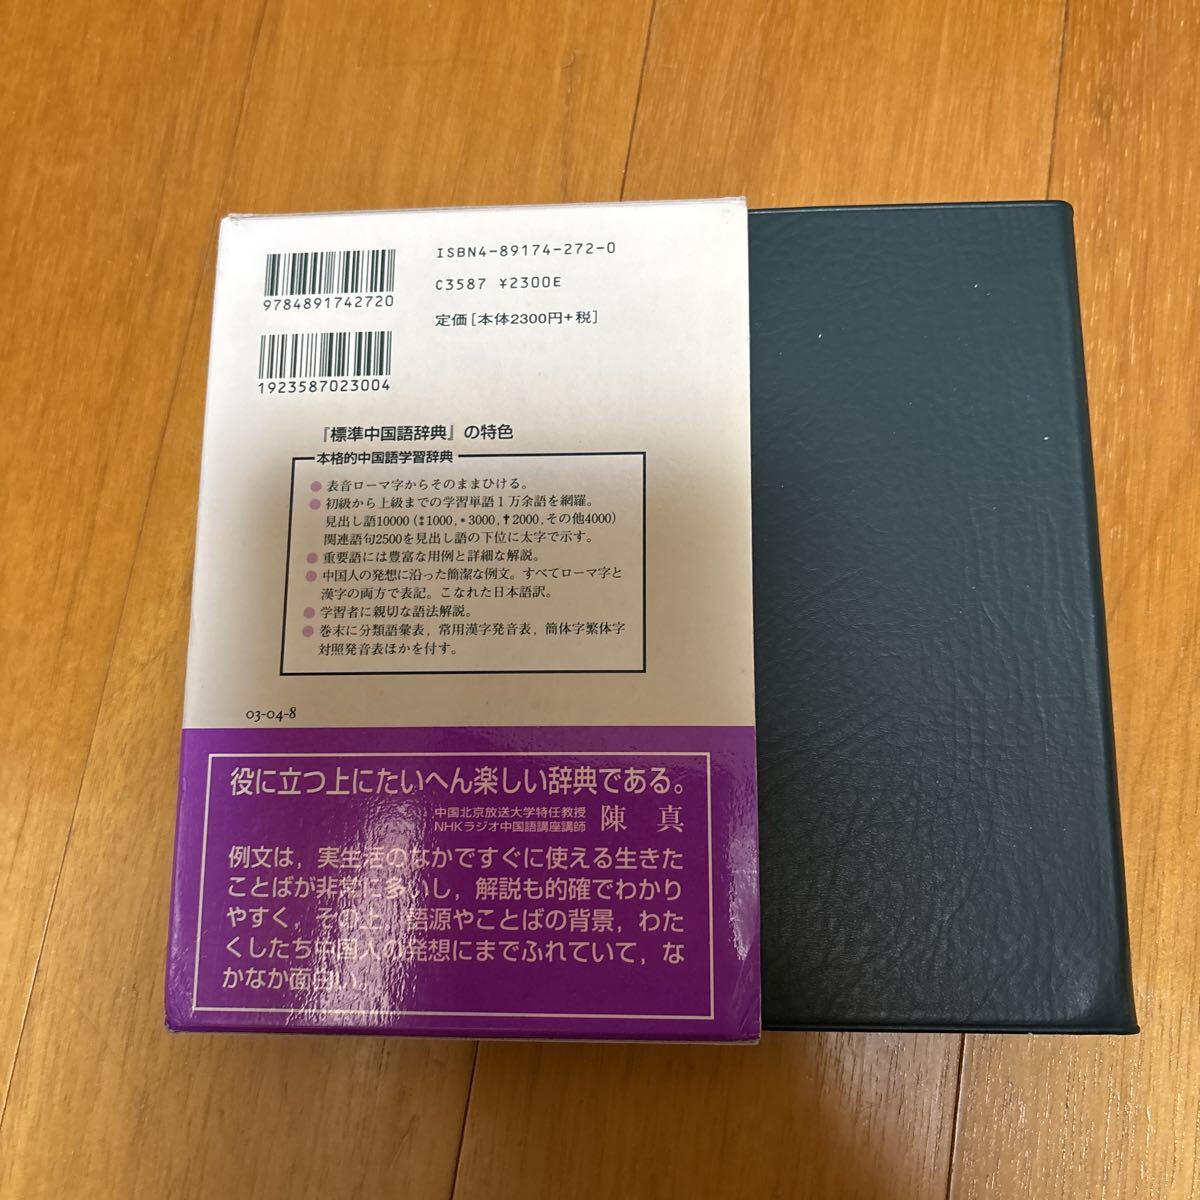 ISBN4-89174-272-0
9784891742720
C3587 ¥2300E
定価[本体2300円+税]
1923587023004
『標準中国語辞典』の特色
本格的中国語学習辞典
●表音ローマ字からそのままひける。
●初級から上級までの学習単語1万余語を網羅。
見出し語10000(⁑1000,*3000,✝2000,その他4000)
関連語句2500を見出し語の下位に太字で示す。
●重要語には豊富な用例と詳細な解説。
●中国人の発想に沿った簡潔な例文。すべてローマ字と
漢字の両方で表記。こなれた日本語訳。
●学習者に親切な語法解説。
●巻末に分類語彙表,常用漢字発音表,簡体字繁体字
対照発音表ほかを付す。
03-04-8
役に立つ上にたいへん楽しい辞典である。
中国北京放送大学特任教授
NHKラジオ中国語講座講師 陳 真
例文は,実生活のなかですぐに使える生きた
ことばが非常に多いし,解説も的確でわかり
やすく,その上,語源やことばの背景,わた
くしたち中国人の発想にまでふれていて,な
かなか面白い。